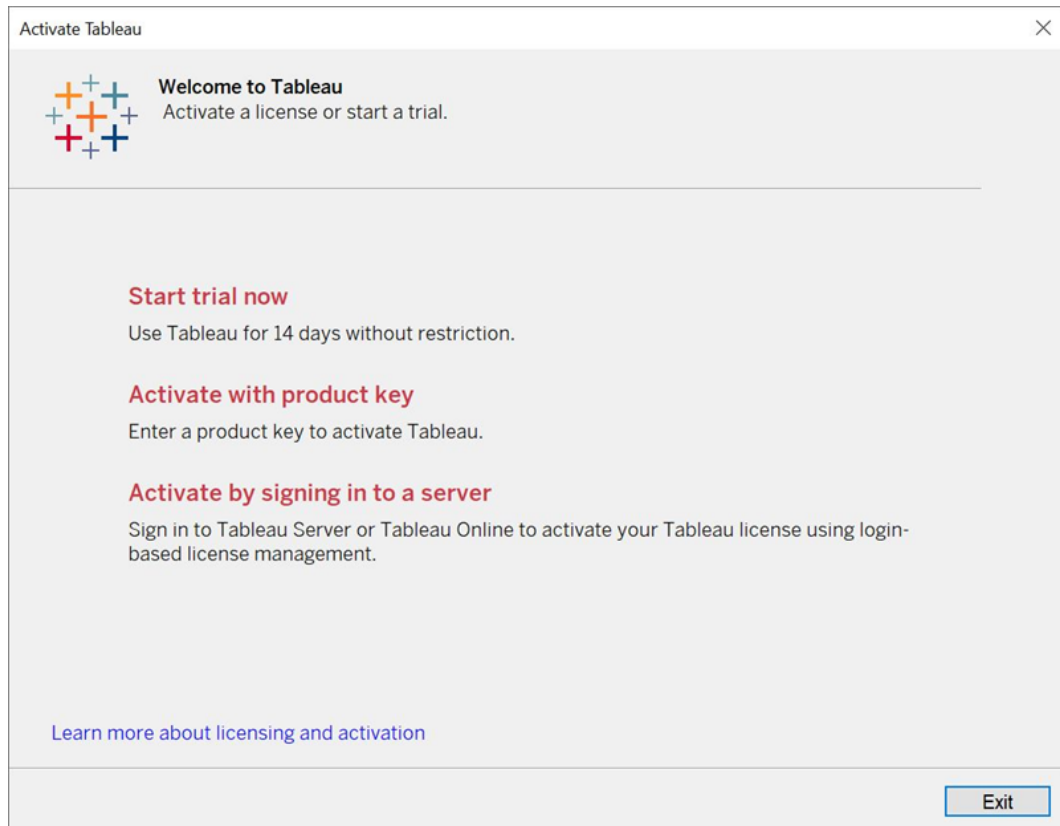 Activate Tableau
Welcome to Tableau
Activate a license or start a trial.
Start trial now
Use Tableau for 14 days without restriction.
Activate with product key
Enter a product key to activate Tableau.
Activate by signing in to a server
Sign in to Tableau Server or Tableau Online to activate your Tableau license using login-
based license management.
Learn more about licensing and activation
Exit